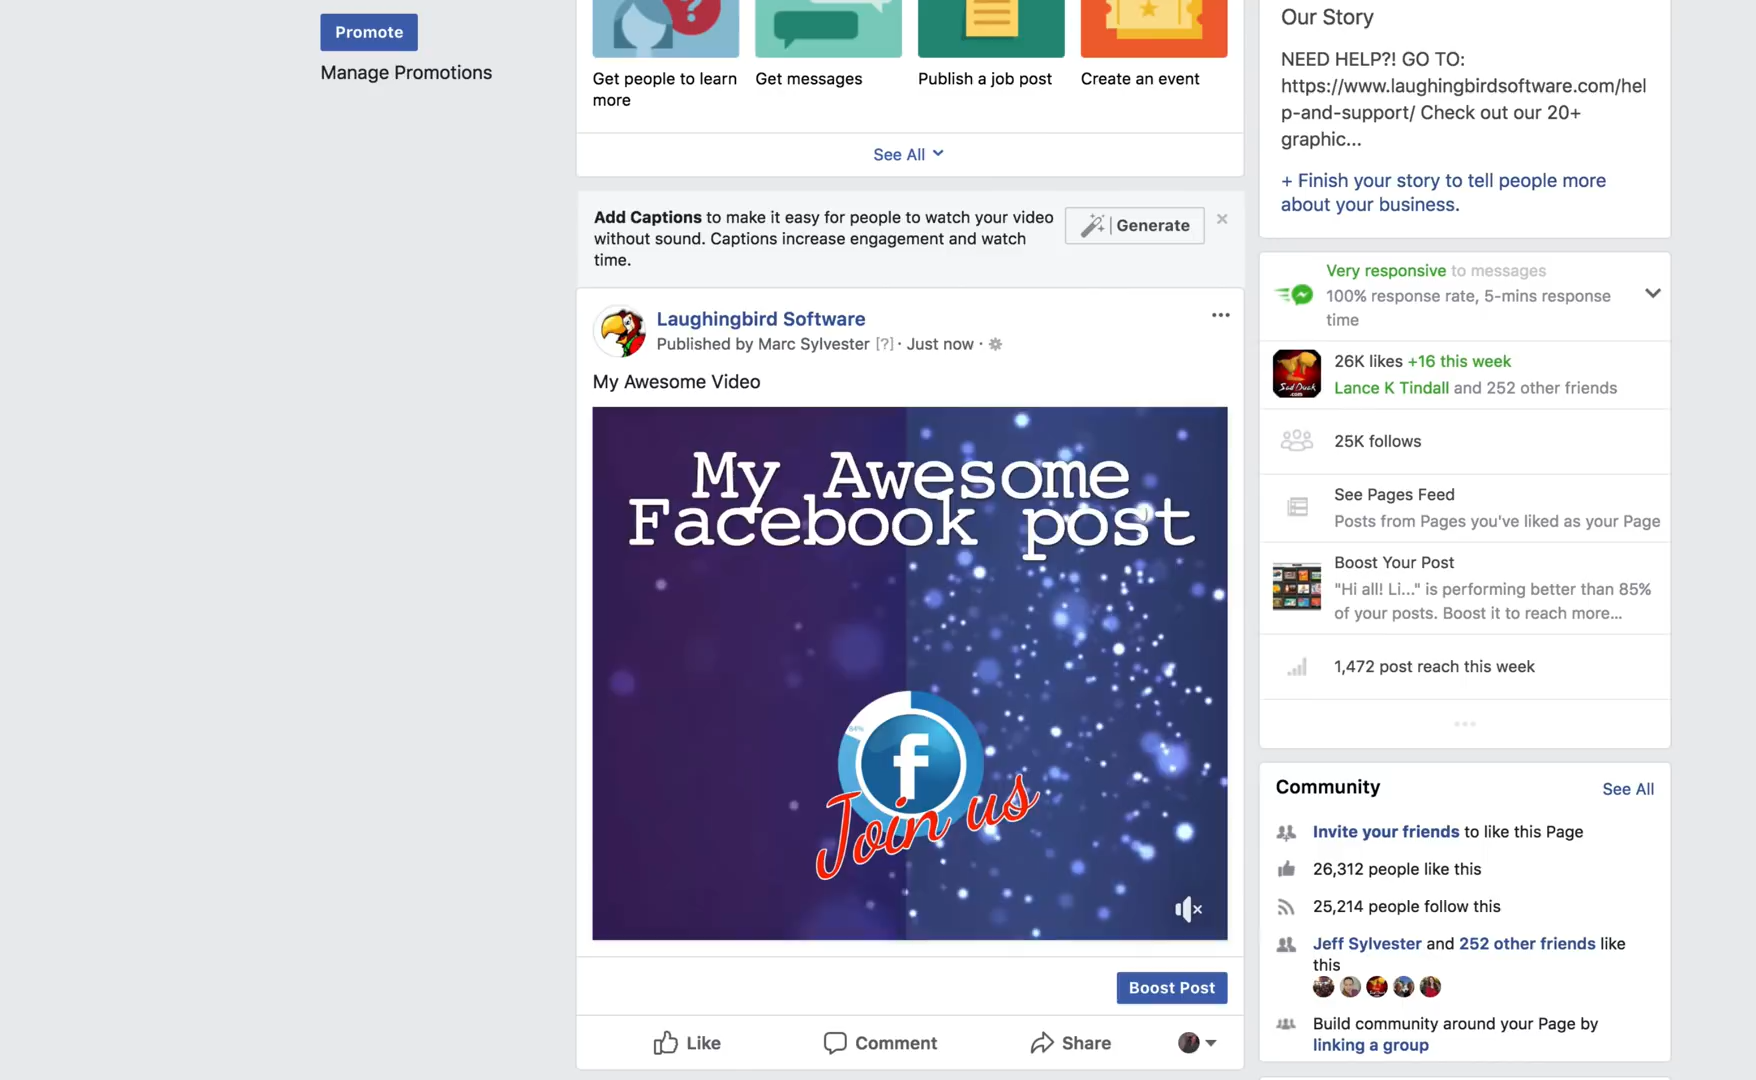 Promote
Manage Promotions
Get people to learn
more
Get messages
Publish a job post
Create an event
See All
Add Captions to make it easy for people to watch your video
without sound. Captions increase engagement and watch
time.
Generate
Laughingbird Software
Published by Marc Sylvester [?] · Just now ·
My Awesome Video
My Awesome
Facebook post
84%
f
Join us
Boost Post
Like
Comment
Share
Our Story
NEED HELP?! GO TO:
https://www.laughingbirdsoftware.com/hel
p-and-support/ Check out our 20+
graphic...
+ Finish your story to tell people more
about your business.
Very responsive to messages
100% response rate, 5-mins response
time
Sad Duck
.com
26K likes +16 this week
Lance K Tindall and 252 other friends
25K follows
See Pages Feed
Posts from Pages you've liked as your Page
Boost Your Post
"Hi all! Li..." is performing better than 85%
of your posts. Boost it to reach more...
1,472 post reach this week
Community
See All
Invite your friends to like this Page
26,312 people like this
25,214 people follow this
Jeff Sylvester and 252 other friends like
this
Build community around your Page by
linking a group